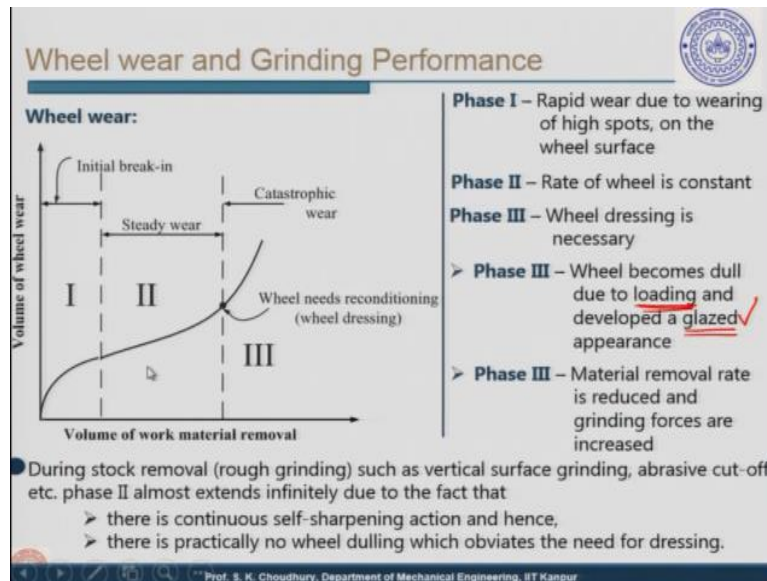 Wheel wear and Grinding Performance
Wheel wear:
Initial break-in
Catastrophic
wear
Steady wear
I
II
III
Wheel needs reconditioning
(wheel dressing)
Volume of wheel wear
Volume of work material removal
Phase I – Rapid wear due to wearing
of high spots, on the
wheel surface
Phase II – Rate of wheel is constant
Phase III – Wheel dressing is
necessary
➢ Phase III – Wheel becomes dull
due to loading and
developed a glazed
appearance
➢ Phase III – Material removal rate
is reduced and
grinding forces are
increased
During stock removal (rough grinding) such as vertical surface grinding, abrasive cut-off
etc. phase II almost extends infinitely due to the fact that
➢ there is continuous self-sharpening action and hence,
➢ there is practically no wheel dulling which obviates the need for dressing.
Prof. S. K. Choudhury, Department of Mechanical Engineering, IIT Kanpur